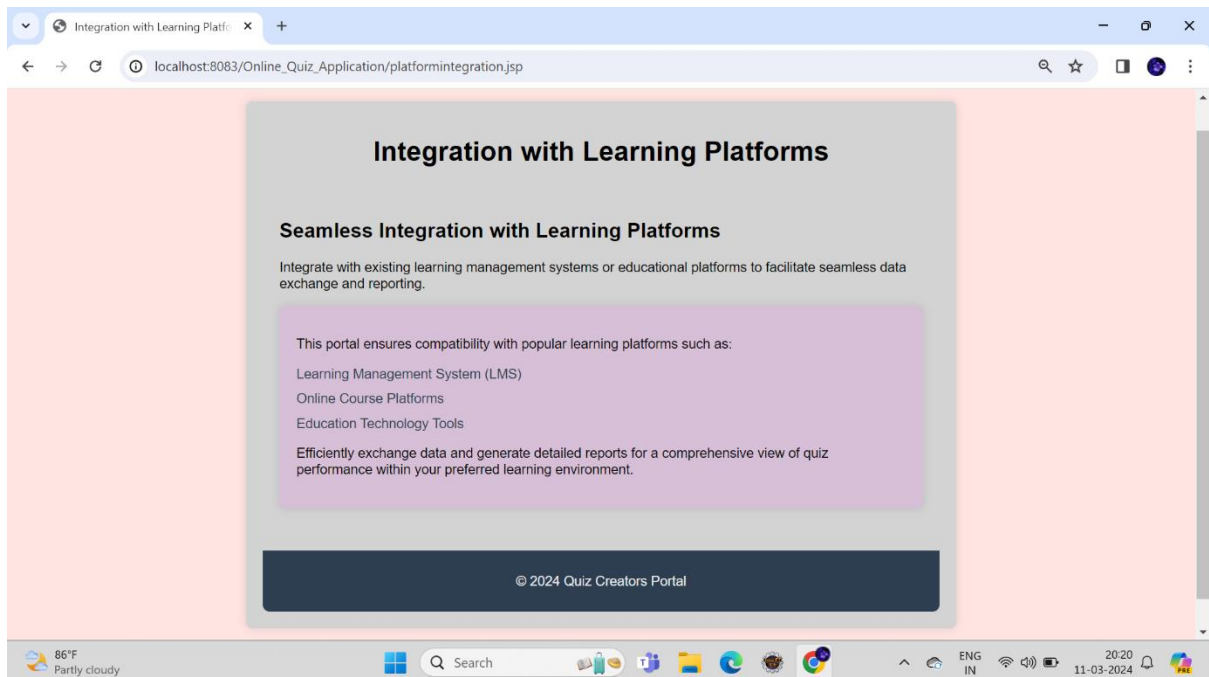 Integration with Learning Platfo
localhost:8083/Online_Quiz_Application/platformintegration.jsp
Integration with Learning Platforms
Seamless Integration with Learning Platforms
Integrate with existing learning management systems or educational platforms to facilitate seamless data
exchange and reporting.
This portal ensures compatibility with popular learning platforms such as:
Learning Management System (LMS)
Online Course Platforms
Education Technology Tools
Efficiently exchange data and generate detailed reports for a comprehensive view of quiz
performance within your preferred learning environment.
© 2024 Quiz Creators Portal
86°F
Partly cloudy
Search
ENG
IN
20:20
11-03-2024
PRE